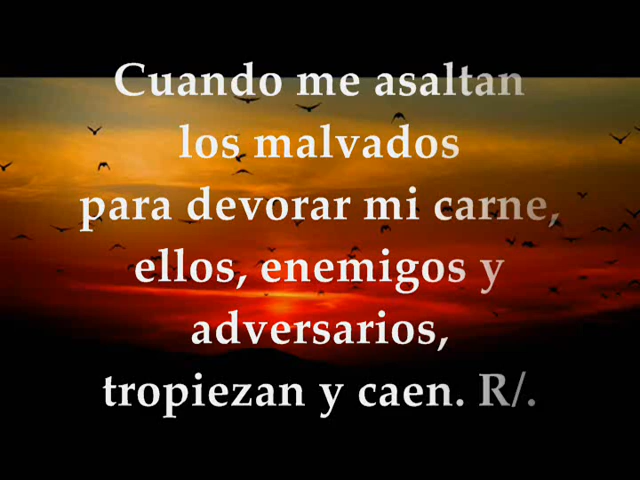 Cuando me asaltan
los malvados
para devorar mi carne,
ellos, enemigos y
adversarios,
tropiezan y caen. R/.